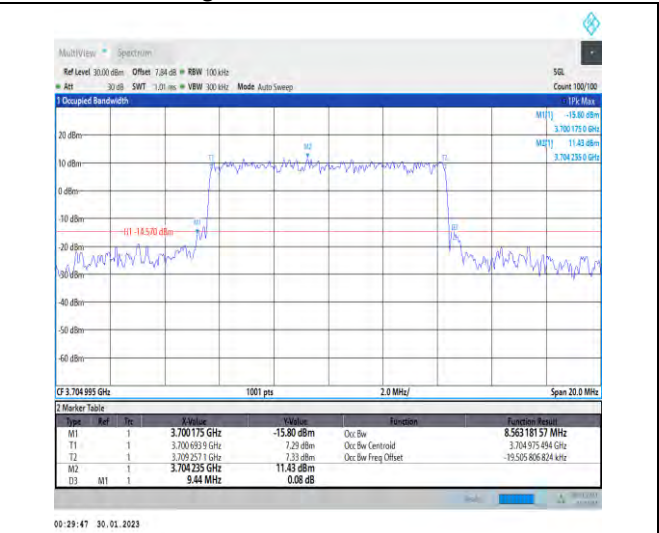 MultiView Spectrum
Ref Level 30.00 dBm Offset 7.84 dB RBW 100 kHz SGL
Att 30 dB SWT 1.01 ms VBW 300 kHz Mode Auto Sweep Count 100/100
1 Occupied Bandwidth 1Pk Max
M1[1] -15.80 dBm
3.700 175 0 GHz
M2[1] 11.43 dBm
3.704 235 0 GHz
20 dBm
M2
T1 T2
10 dBm
0 dBm
-10 dBm
M1 D3
H1 -14.570 dBm
-20 dBm
-30 dBm
-40 dBm
-50 dBm
-60 dBm
CF 3.704 995 GHz 1001 pts 2.0 MHz/ Span 20.0 MHz
2 Marker Table
Type Ref Trc X-Value Y-Value Function Function Result
M1 1 3.700 175 GHz -15.80 dBm Occ Bw 8.563 181 57 MHz
T1 1 3.700 693 9 GHz 7.29 dBm Occ Bw Centroid 3.704 975 494 GHz
T2 1 3.709 257 1 GHz 7.33 dBm Occ Bw Freq Offset -19.505 806 824 kHz
M2 1 3.704 235 GHz 11.43 dBm
D3 M1 1 9.44 MHz 0.08 dB
00:29:47 30.01.2023